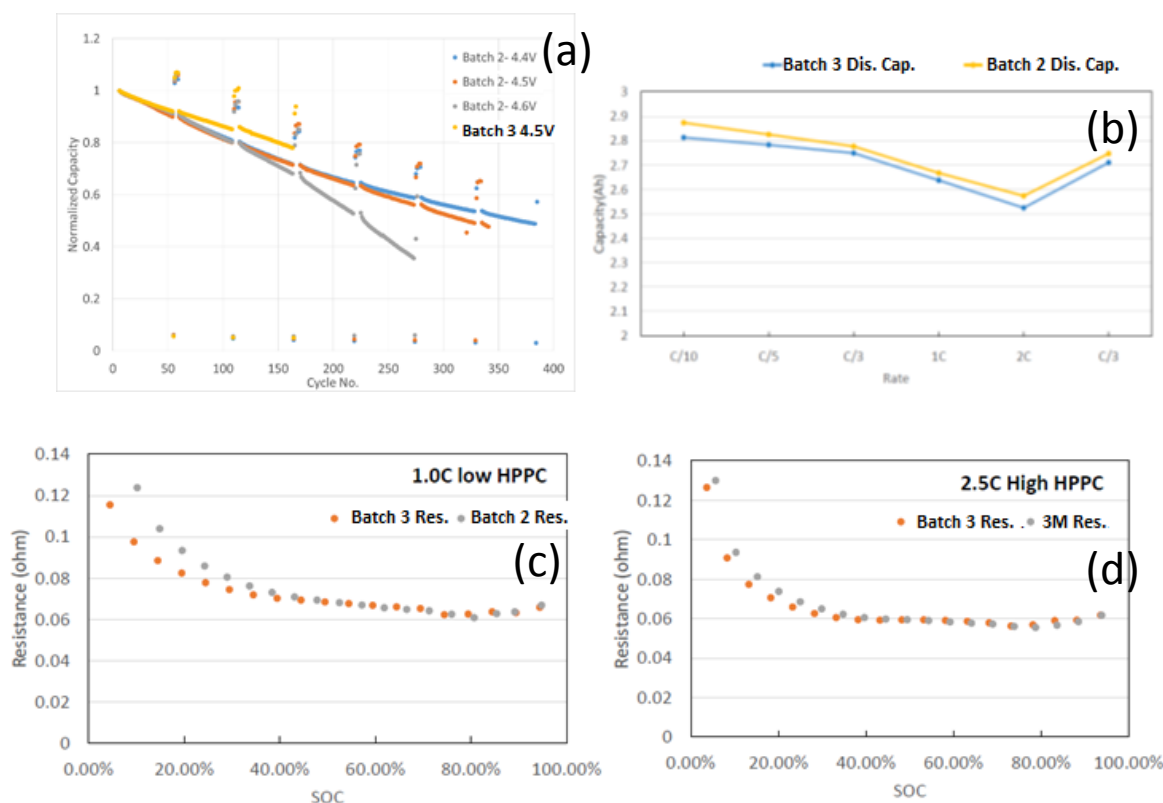 (a)
Batch 2- 4.4V
Batch 2- 4.5V
Batch 2- 4.6V
Batch 3 4.5V
Normalized Capacity
1.2
1
0.8
0.6
0.4
0.2
0
0 50 100 150 200 250 300 350 400
Cycle No.
Batch 3 Dis. Cap. Batch 2 Dis. Cap.
(b)
Capacity(Ah)
3
2.9
2.8
2.7
2.6
2.5
2.4
2.3
2.2
2.1
2
C/10 C/5 C/3 1C 2C C/3
Rate
1.0C low HPPC
Batch 3 Res. Batch 2 Res.
(c)
Resistance (ohm)
0.14
0.12
0.1
0.08
0.06
0.04
0.02
0
0.00% 20.00% 40.00% 60.00% 80.00% 100.00%
SOC
2.5C High HPPC
Batch 3 Res. . 3M Res.
(d)
Resistance (ohm)
0.14
0.12
0.1
0.08
0.06
0.04
0.02
0
0.00% 20.00% 40.00% 60.00% 80.00% 100.00%
SOC